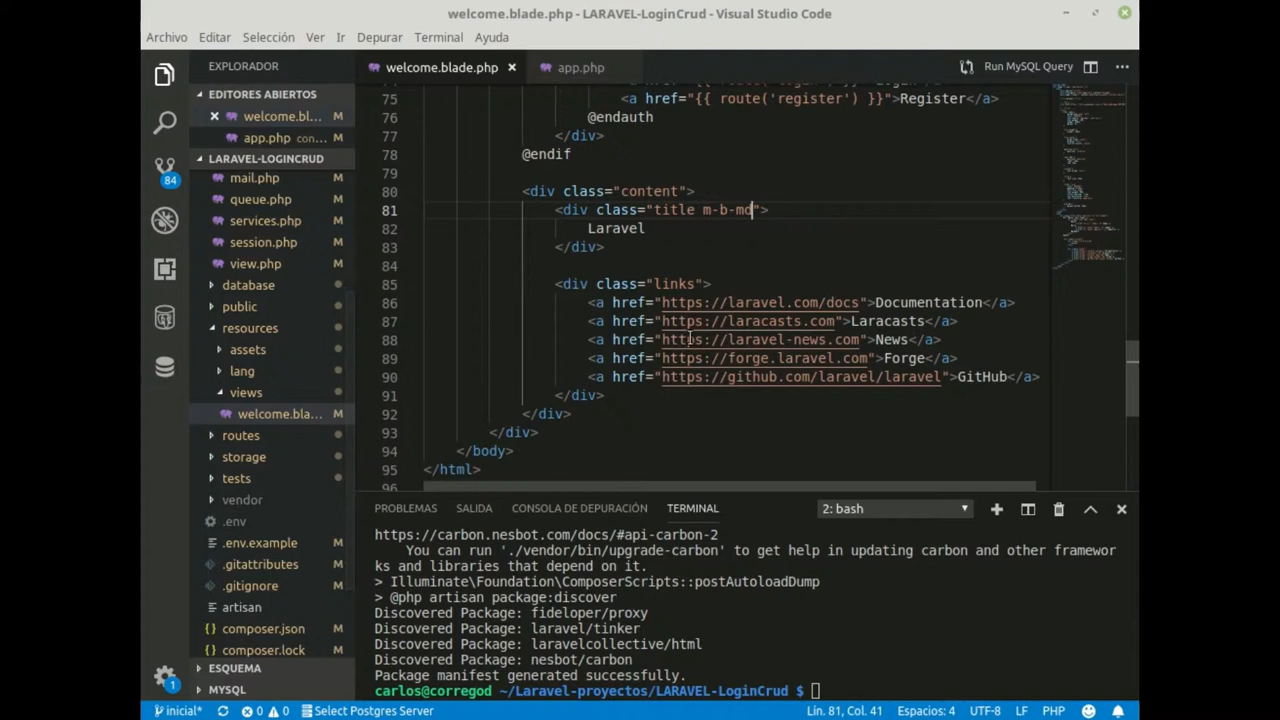 welcome.blade.php - LARAVEL-LoginCrud - Visual Studio Code
Archivo Editar Selección Ver Ir Depurar Terminal Ayuda
EXPLORADOR
welcome.blade.php
app.php
Run MySQL Query
EDITORES ABIERTOS
welcome.bl... M
app.php con... M
LARAVEL-LOGINCRUD
mail.php M
queue.php M
services.php M
session.php M
view.php M
database
public
resources
assets
lang
views
welcome.bla... M
routes
storage
tests
vendor
.env
.env.example M
.gitattributes M
.gitignore M
artisan
composer.json M
composer.lock M
ESQUEMA
MYSQL
84
1
75 <a href="{{ route('register') }}">Register</a>
76 @endauth
77 </div>
78 @endif
79
80 <div class="content">
81 <div class="title m-b-md">
82 Laravel
83 </div>
84
85 <div class="links">
86 <a href="https://laravel.com/docs">Documentation</a>
87 <a href="https://laracasts.com">Laracasts</a>
88 <a href="https://laravel-news.com">News</a>
89 <a href="https://forge.laravel.com">Forge</a>
90 <a href="https://github.com/laravel/laravel">GitHub</a>
91 </div>
92 </div>
93 </div>
94 </body>
95 </html>
96
PROBLEMAS SALIDA CONSOLA DE DEPURACIÓN TERMINAL 2: bash
https://carbon.nesbot.com/docs/#api-carbon-2
You can run './vendor/bin/upgrade-carbon' to get help in updating carbon and other framewor
ks and libraries that depend on it.
> Illuminate\Foundation\ComposerScripts::postAutoloadDump
> @php artisan package:discover
Discovered Package: fideloper/proxy
Discovered Package: laravel/tinker
Discovered Package: laravelcollective/html
Discovered Package: nesbot/carbon
Package manifest generated successfully.
carlos@corregod ~/Laravel-proyectos/LARAVEL-LoginCrud $
inicial* 0 0 Select Postgres Server Lín. 81, Col. 41 Espacios: 4 UTF-8 LF PHP